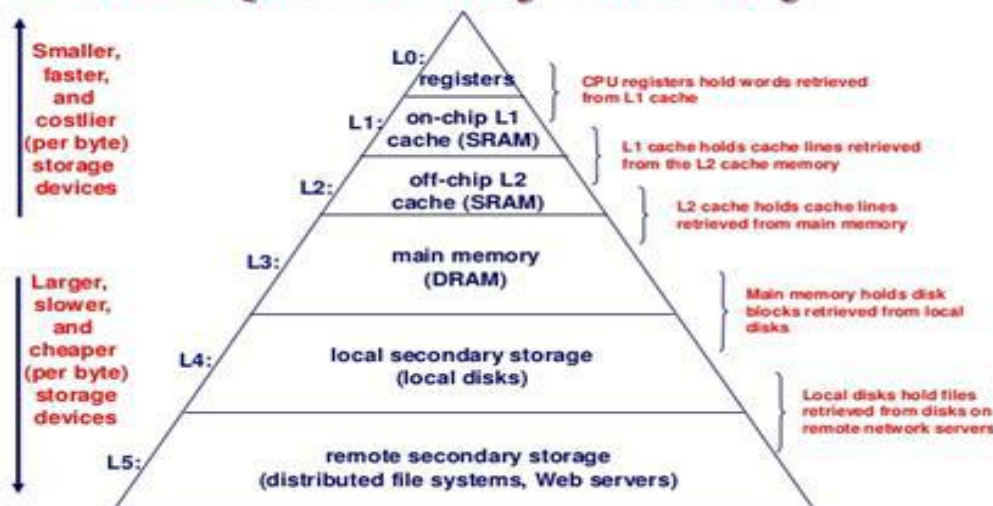 Smaller,
faster,
and
costlier
(per byte)
storage
devices
Larger,
slower,
and
cheaper
(per byte)
storage
devices
L0:
registers
L1:
on-chip L1
cache (SRAM)
L2:
off-chip L2
cache (SRAM)
L3:
main memory
(DRAM)
L4:
local secondary storage
(local disks)
L5:
remote secondary storage
(distributed file systems, Web servers)
CPU registers hold words retrieved
from L1 cache
L1 cache holds cache lines retrieved
from the L2 cache memory
L2 cache holds cache lines
retrieved from main memory
Main memory holds disk
blocks retrieved from local
disks
Local disks hold files
retrieved from disks on
remote network servers